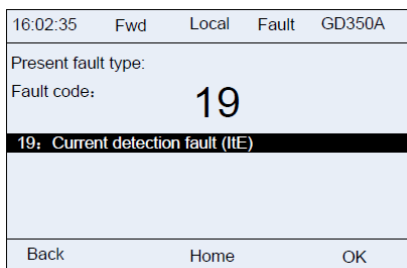 16:02:35 Fwd Local Fault GD350A
Present fault type:
Fault code：
19
19：Current detection fault (ItE)
Back Home OK